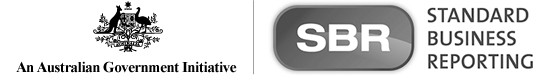 An Australian Government Initiative
SBR
STANDARD
BUSINESS
REPORTING